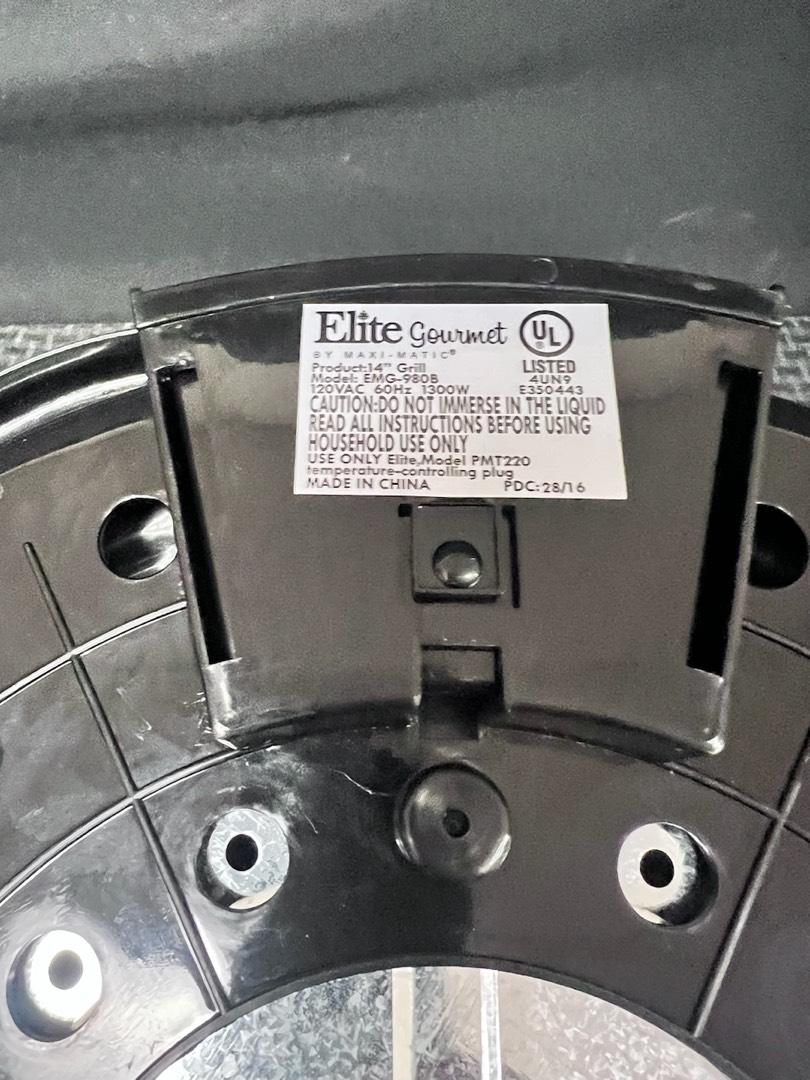 Elite Gourmet
BY MAXI-MATIC®
UL ®
LISTED
4UN9
E350443
Product:14" Grill
Model: EMG-980B
120VAC 60Hz 1300W
CAUTION:DO NOT IMMERSE IN THE LIQUID
READ ALL INSTRUCTIONS BEFORE USING
HOUSEHOLD USE ONLY
USE ONLY Elite,Model PMT220
temperature-controlling plug
MADE IN CHINA PDC:28/16